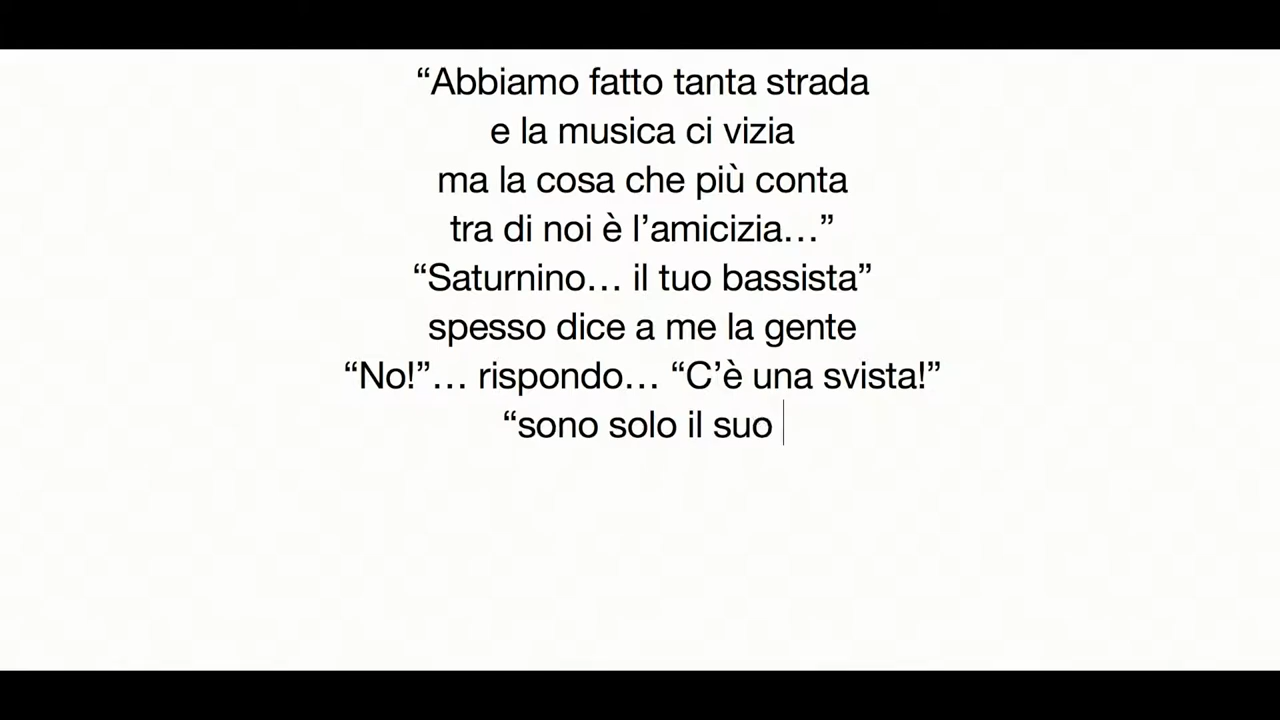 “Abbiamo fatto tanta strada
e la musica ci vizia
ma la cosa che più conta
tra di noi è l’amicizia…”
“Saturnino… il tuo bassista”
spesso dice a me la gente
“No!”… rispondo… “C’è una svista!”
“sono solo il suo